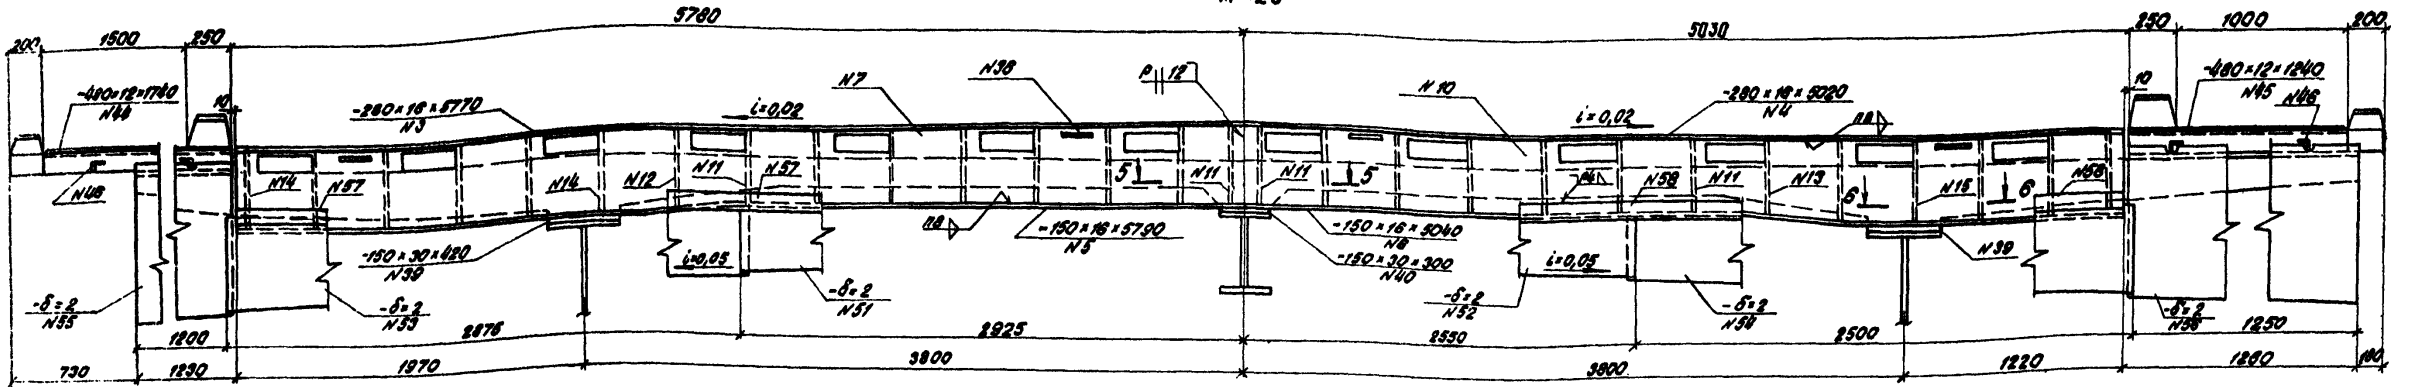 5780
5030
200
1500
250
250
1000
200
-480×12×1740
N44
10
-280×16×5770
N3
i=0,02
N7
N38
P 12
N10
i=0,02
-280×16×5020
N4
п8
10
-480×12×1240
N45
N46
N46
N14
N57
N14
N12
N11
N57
5
N11
N11
5
N58
N11
N13
6
N15
6
N58
п8
-150×16×5790
N5
-150×16×5040
N6
-150×30×420
N39
-150×30×300
N40
N39
i=0,05
i=0,05
-δ=2
N55
-δ=2
N53
-δ=2
N51
-δ=2
N52
-δ=2
N54
-δ=2
N56
1200
2875
2925
2550
2500
1250
730
1230
1970
3800
3800
1220
1280
180